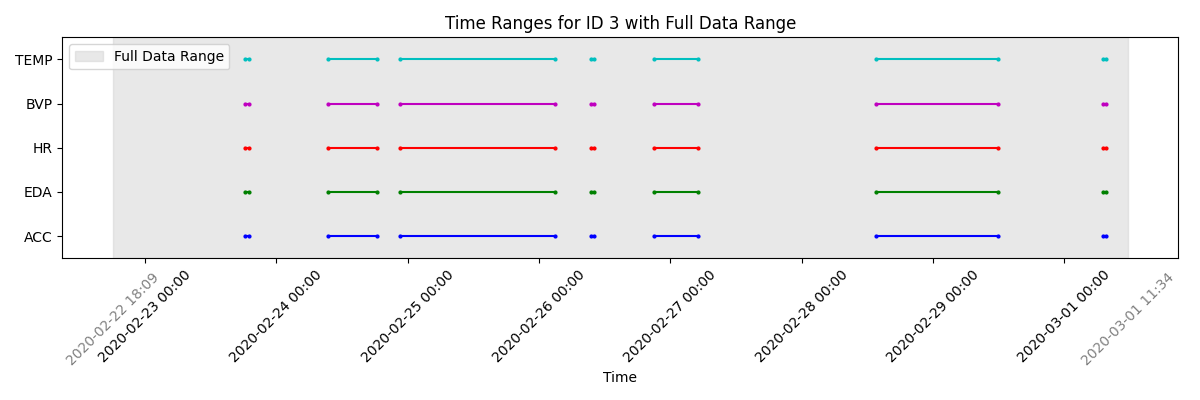 Time Ranges for ID 3 with Full Data Range
Full Data Range
TEMP
BVP
HR
EDA
ACC
2020-02-22 18:09
2020-02-23 00:00
2020-02-24 00:00
2020-02-25 00:00
2020-02-26 00:00
2020-02-27 00:00
2020-02-28 00:00
2020-02-29 00:00
2020-03-01 00:00
2020-03-01 11:34
Time